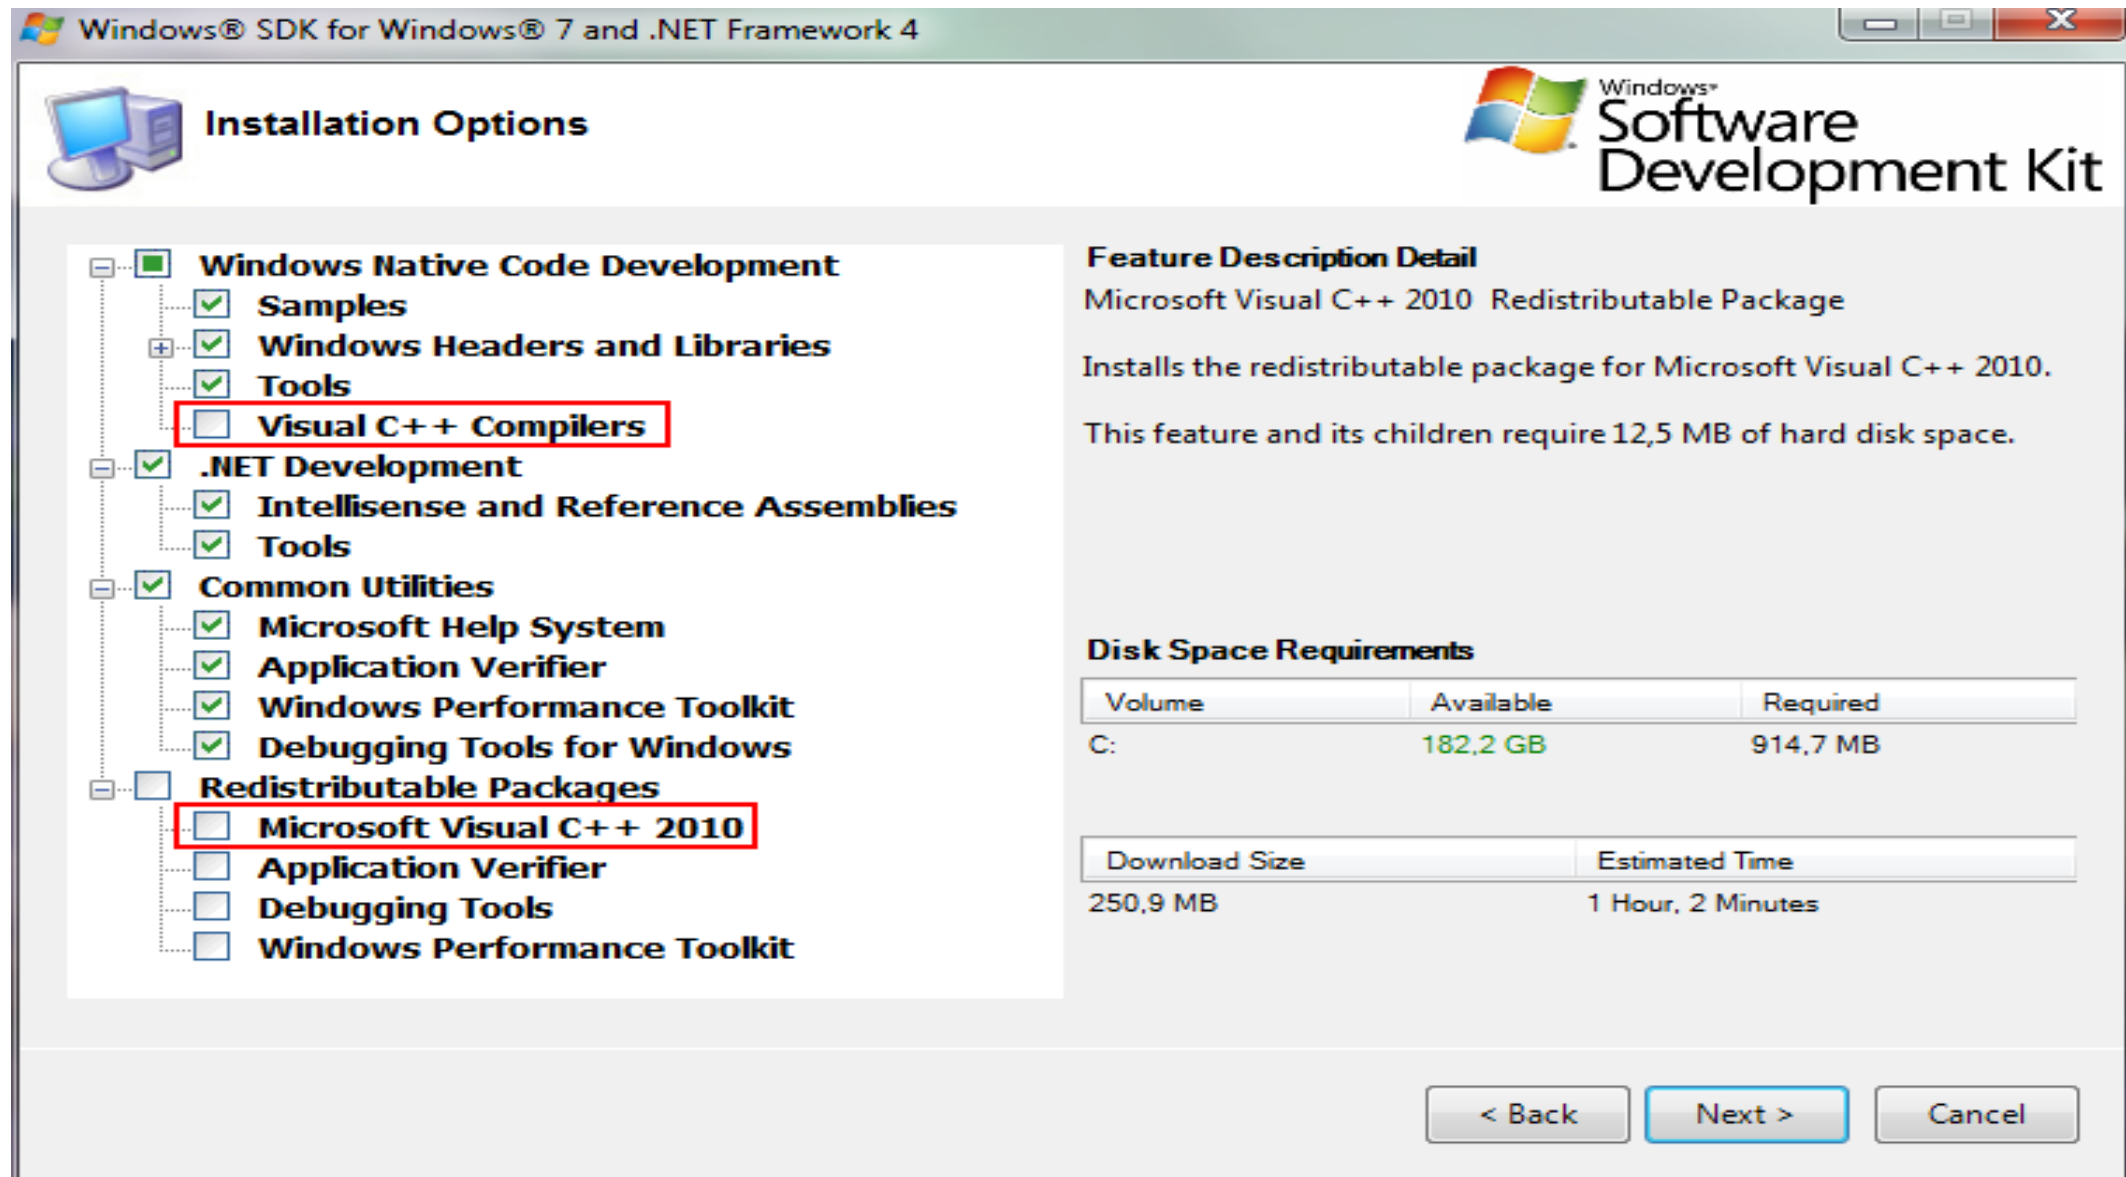 Windows® SDK for Windows® 7 and .NET Framework 4
Installation Options
Windows®
Software
Development Kit
Windows Native Code Development
Samples
Windows Headers and Libraries
Tools
Visual C++ Compilers
.NET Development
Intellisense and Reference Assemblies
Tools
Common Utilities
Microsoft Help System
Application Verifier
Windows Performance Toolkit
Debugging Tools for Windows
Redistributable Packages
Microsoft Visual C++ 2010
Application Verifier
Debugging Tools
Windows Performance Toolkit
Feature Description Detail
Microsoft Visual C++ 2010 Redistributable Package
Installs the redistributable package for Microsoft Visual C++ 2010.
This feature and its children require 12,5 MB of hard disk space.
Disk Space Requirements
Volume Available Required
C: 182,2 GB 914,7 MB
Download Size Estimated Time
250,9 MB 1 Hour, 2 Minutes
< Back Next > Cancel